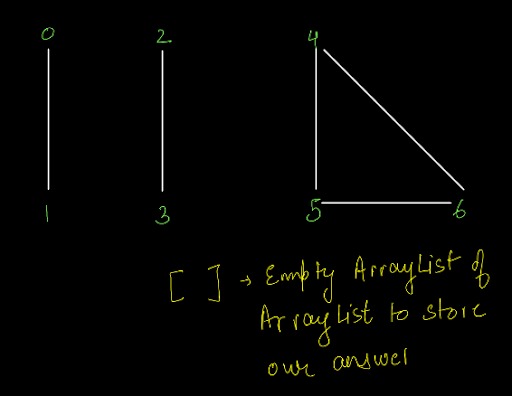 0 2 4
1 3 5 6
[ ] → Empty ArrayList of
ArrayList to store
our answer